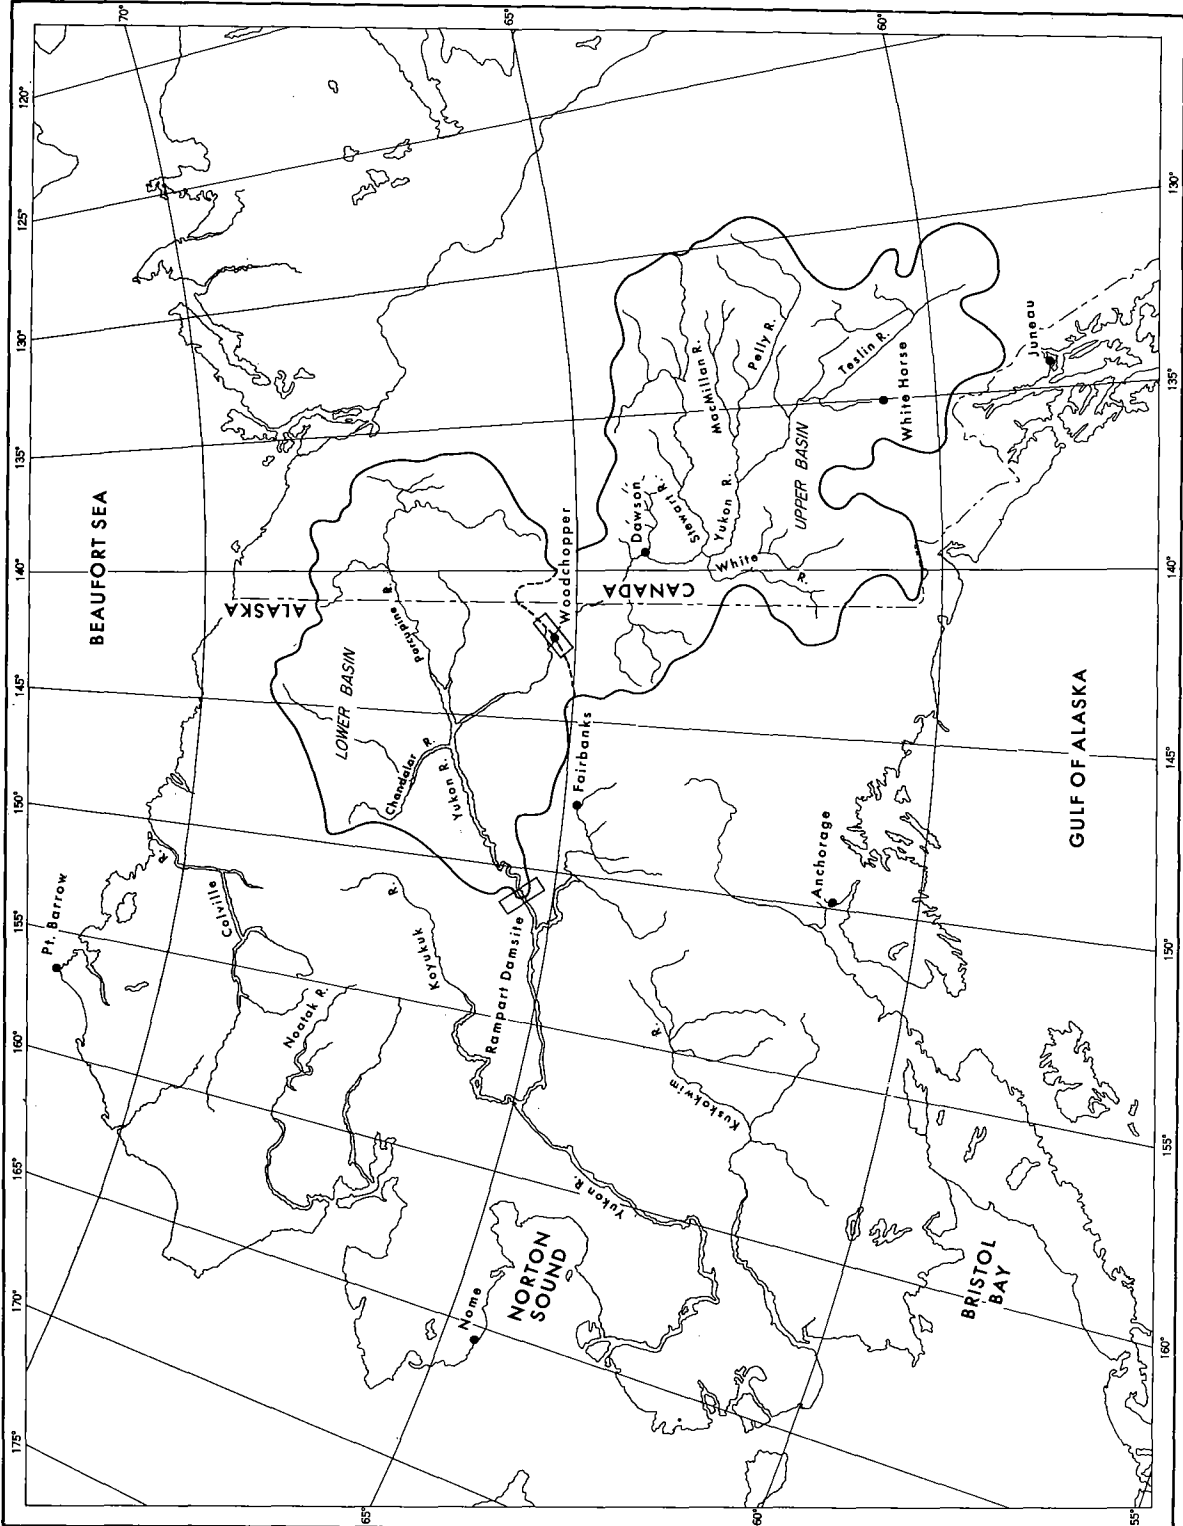 120°
125°
130°
135°
140°
145°
150°
155°
160°
165°
170°
175°
70°
65°
60°
BEAUFORT SEA
Pt. Barrow
Colville
R.
Noatak R.
Koyukuk
R.
LOWER BASIN
Chandalar R.
Porcupine R.
Yukon R.
ALASKA
CANADA
Woodchopper
Rampart Damsite
Fairbanks
Dawson
Stewart R.
MacMillan R.
Pelly R.
Yukon R.
White
R.
UPPER BASIN
Teslin R.
White Horse
Juneau
Anchorage
GULF OF ALASKA
Kuskokwim
R.
Yukon R.
Nome
NORTON
SOUND
BRISTOL
BAY
65°
60°
55°
130°
135°
140°
145°
150°
155°
160°